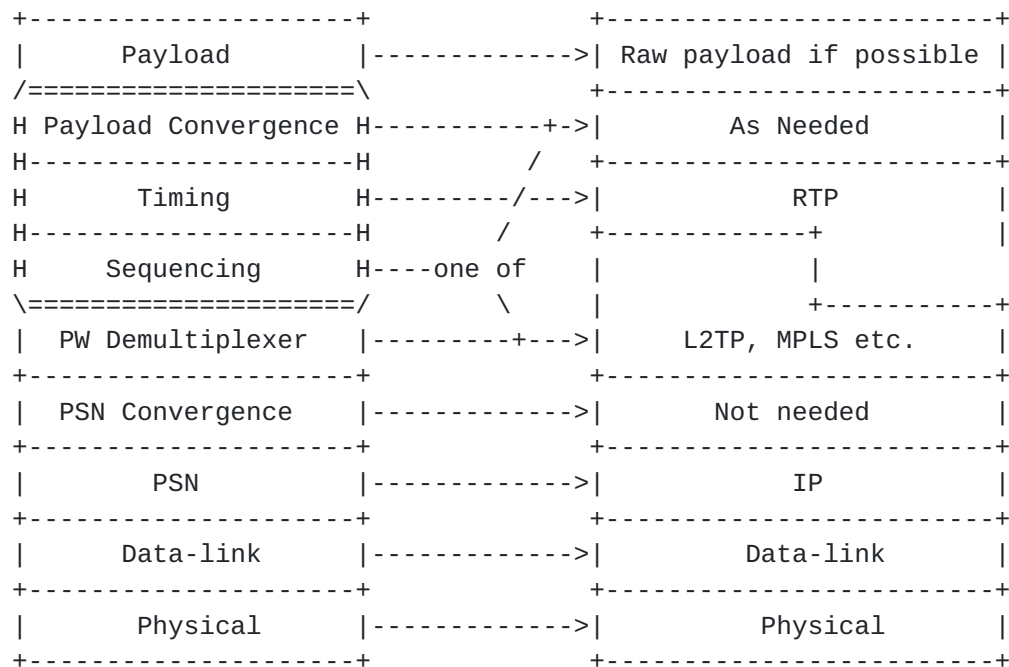 +---------------------+              +-------------------------+
|       Payload       |------------->| Raw payload if possible |
/=====================\              +-------------------------+
H Payload Convergence H-----------+->|        As Needed        |
H---------------------H          /   +-------------------------+
H       Timing        H---------/--->|            RTP          |
H---------------------H        /     +-------------+           |
H     Sequencing      H----one of    |             |
\=====================/        \     |             +-----------+
|  PW Demultiplexer   |---------+--->|     L2TP, MPLS etc.     |
+---------------------+              +-------------------------+
|  PSN Convergence    |------------->|       Not needed        |
+---------------------+              +-------------------------+
|        PSN          |------------->|            IP           |
+---------------------+              +-------------------------+
|      Data-link      |------------->|         Data-link       |
+---------------------+              +-------------------------+
|       Physical      |------------->|          Physical       |
+---------------------+              +-------------------------+